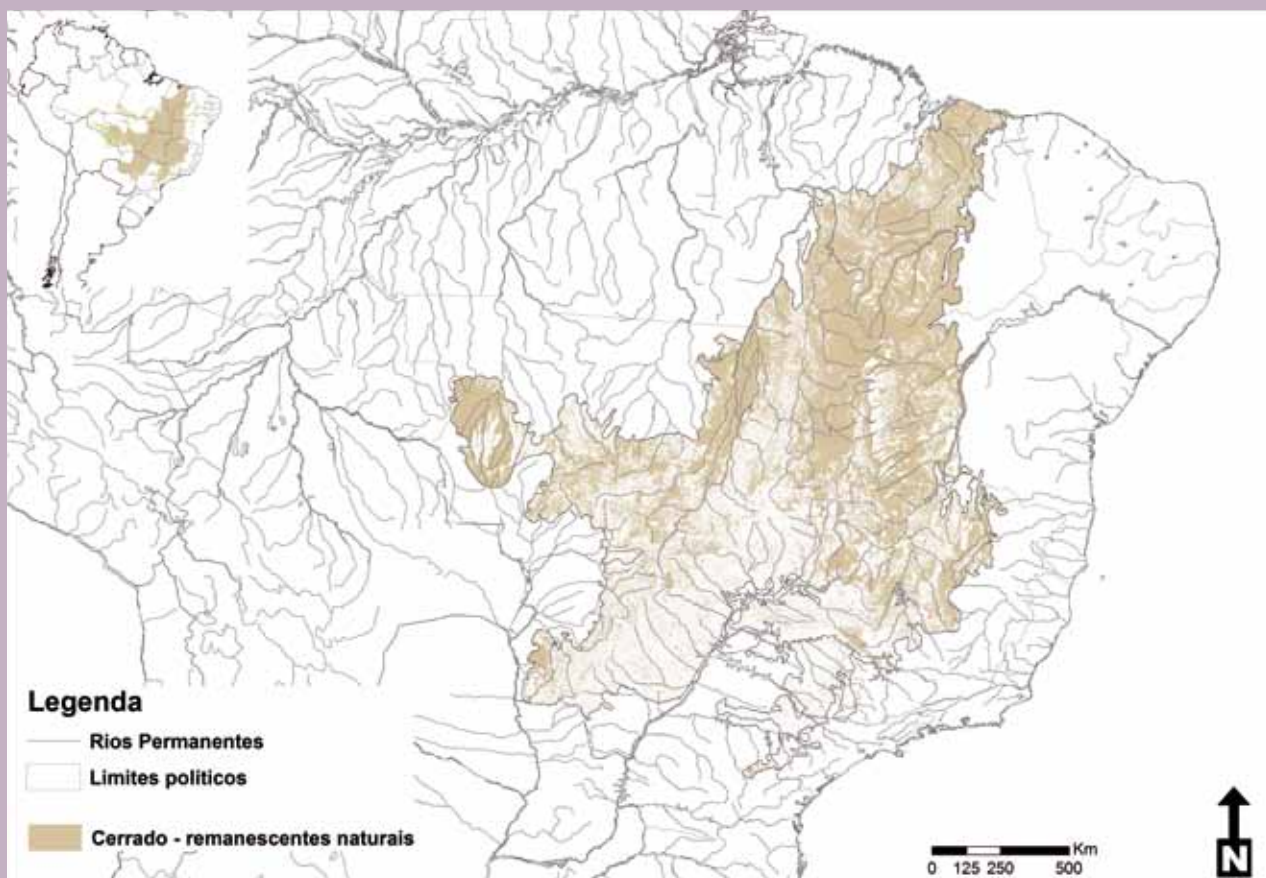 Legenda
Rios Permanentes
Limites políticos
Cerrado - remanescentes naturais
Km
0 125 250 500
N